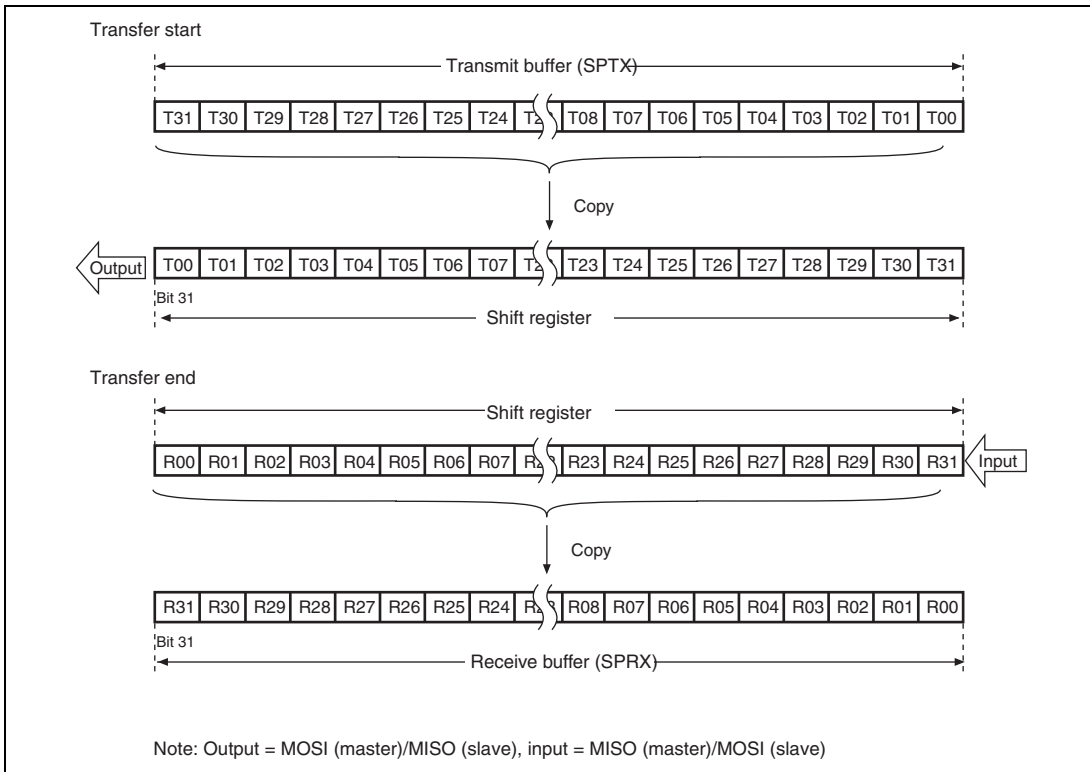 Transfer start
Transmit buffer (SPTX)
T31 T30 T29 T28 T27 T26 T25 T24 T08 T07 T06 T05 T04 T03 T02 T01 T00
Copy
Output T00 T01 T02 T03 T04 T05 T06 T07 T23 T24 T25 T26 T27 T28 T29 T30 T31
Bit 31
Shift register
Transfer end
Shift register
R00 R01 R02 R03 R04 R05 R06 R07 R23 R24 R25 R26 R27 R28 R29 R30 R31 Input
Copy
R31 R30 R29 R28 R27 R26 R25 R24 R08 R07 R06 R05 R04 R03 R02 R01 R00
Bit 31
Receive buffer (SPRX)
Note: Output = MOSI (master)/MISO (slave), input = MISO (master)/MOSI (slave)